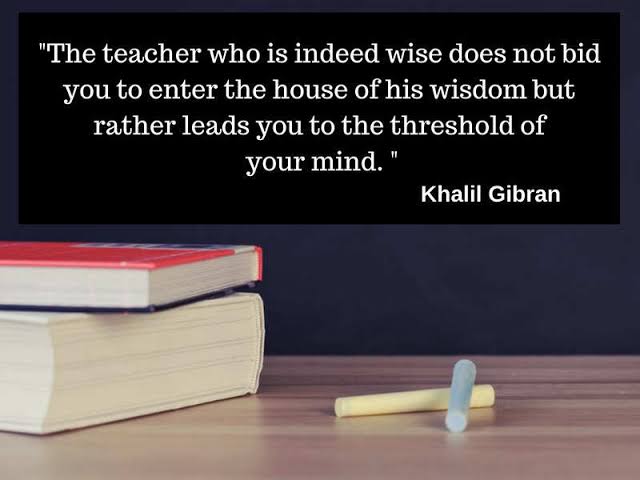 "The teacher who is indeed wise does not bid
you to enter the house of his wisdom but
rather leads you to the threshold of
your mind. "
Khalil Gibran